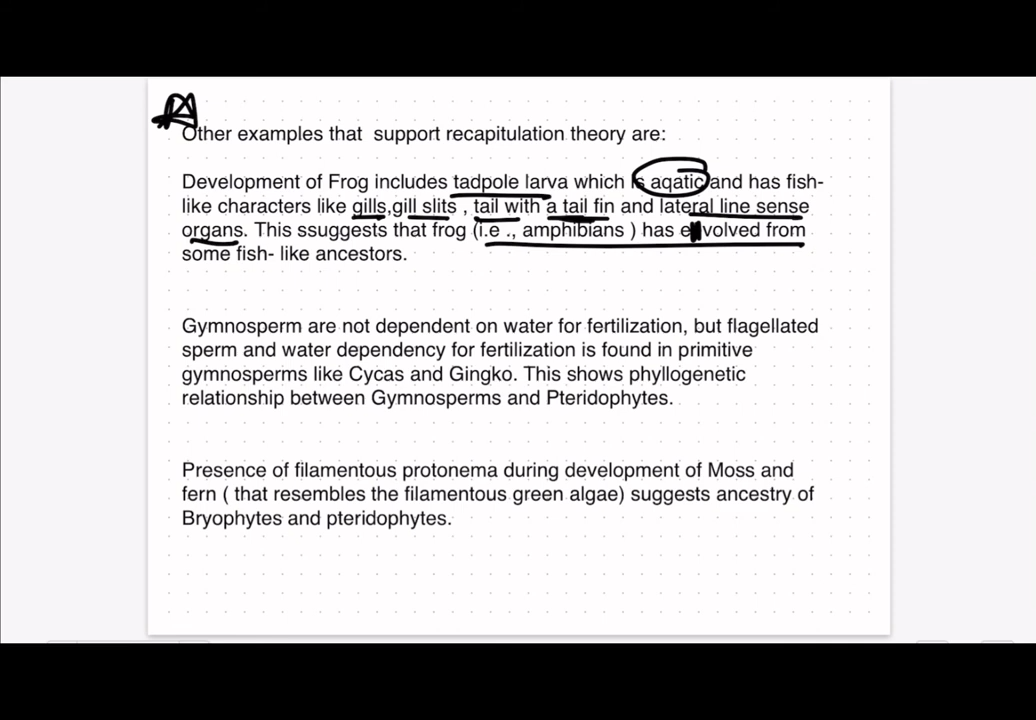 Other examples that support recapitulation theory are:
Development of Frog includes tadpole larva which is aqatic and has fish-
like characters like gills,gill slits , tail with a tail fin and lateral line sense
organs. This ssuggests that frog (i.e ., amphibians ) has evolved from
some fish- like ancestors.
Gymnosperm are not dependent on water for fertilization, but flagellated
sperm and water dependency for fertilization is found in primitive
gymnosperms like Cycas and Gingko. This shows phyllogenetic
relationship between Gymnosperms and Pteridophytes.
Presence of filamentous protonema during development of Moss and
fern ( that resembles the filamentous green algae) suggests ancestry of
Bryophytes and pteridophytes.